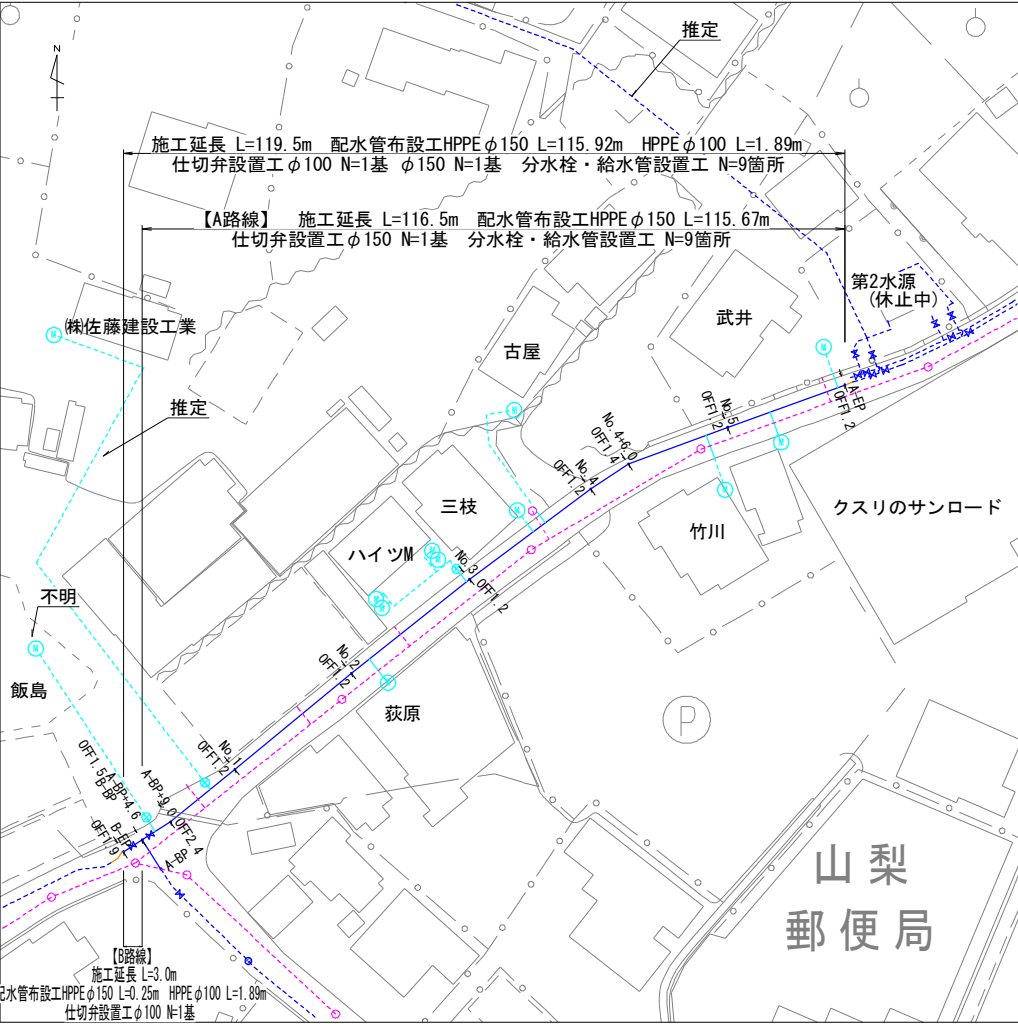 N
推定
施工延長 L=119.5m 配水管布設工HPPEφ150 L=115.92m HPPEφ100 L=1.89m
仕切弁設置工φ100 N=1基 φ150 N=1基 分水栓・給水管設置工 N=9箇所
【A路線】 施工延長 L=116.5m 配水管布設工HPPEφ150 L=115.67m
仕切弁設置工φ150 N=1基 分水栓・給水管設置工 N=9箇所
第2水源
(休止中)
㈱佐藤建設工業
M
武井
M
古屋
推定
A-EP
OFF1.2
M
No.5
OFF1.2
M
No.4+6.0
OFF1.4
No.4
OFF1.2
M
三枝
M
竹川
クスリのサンロード
ハイツM
M
M
No.3
OFF1.2
M
M
不明
M
飯島
No.2
OFF1.2
M
荻原
P
No.1
OFF1.2
A-BP+9.0
OFF2.4
A-BP+4.6
OFF1.5
B-BP
B-EP
OFF1.9
A-BP
山梨
郵便局
【B路線】
施工延長 L=3.0m
配水管布設工HPPEφ150 L=0.25m HPPEφ100 L=1.89m
仕切弁設置工φ100 N=1基